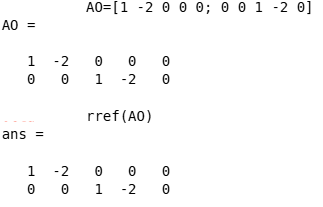 AO=[1 -2 0 0 0; 0 0 1 -2 0]
AO =
1 -2 0 0 0
0 0 1 -2 0
rref(AO)
ans =
1 -2 0 0 0
0 0 1 -2 0